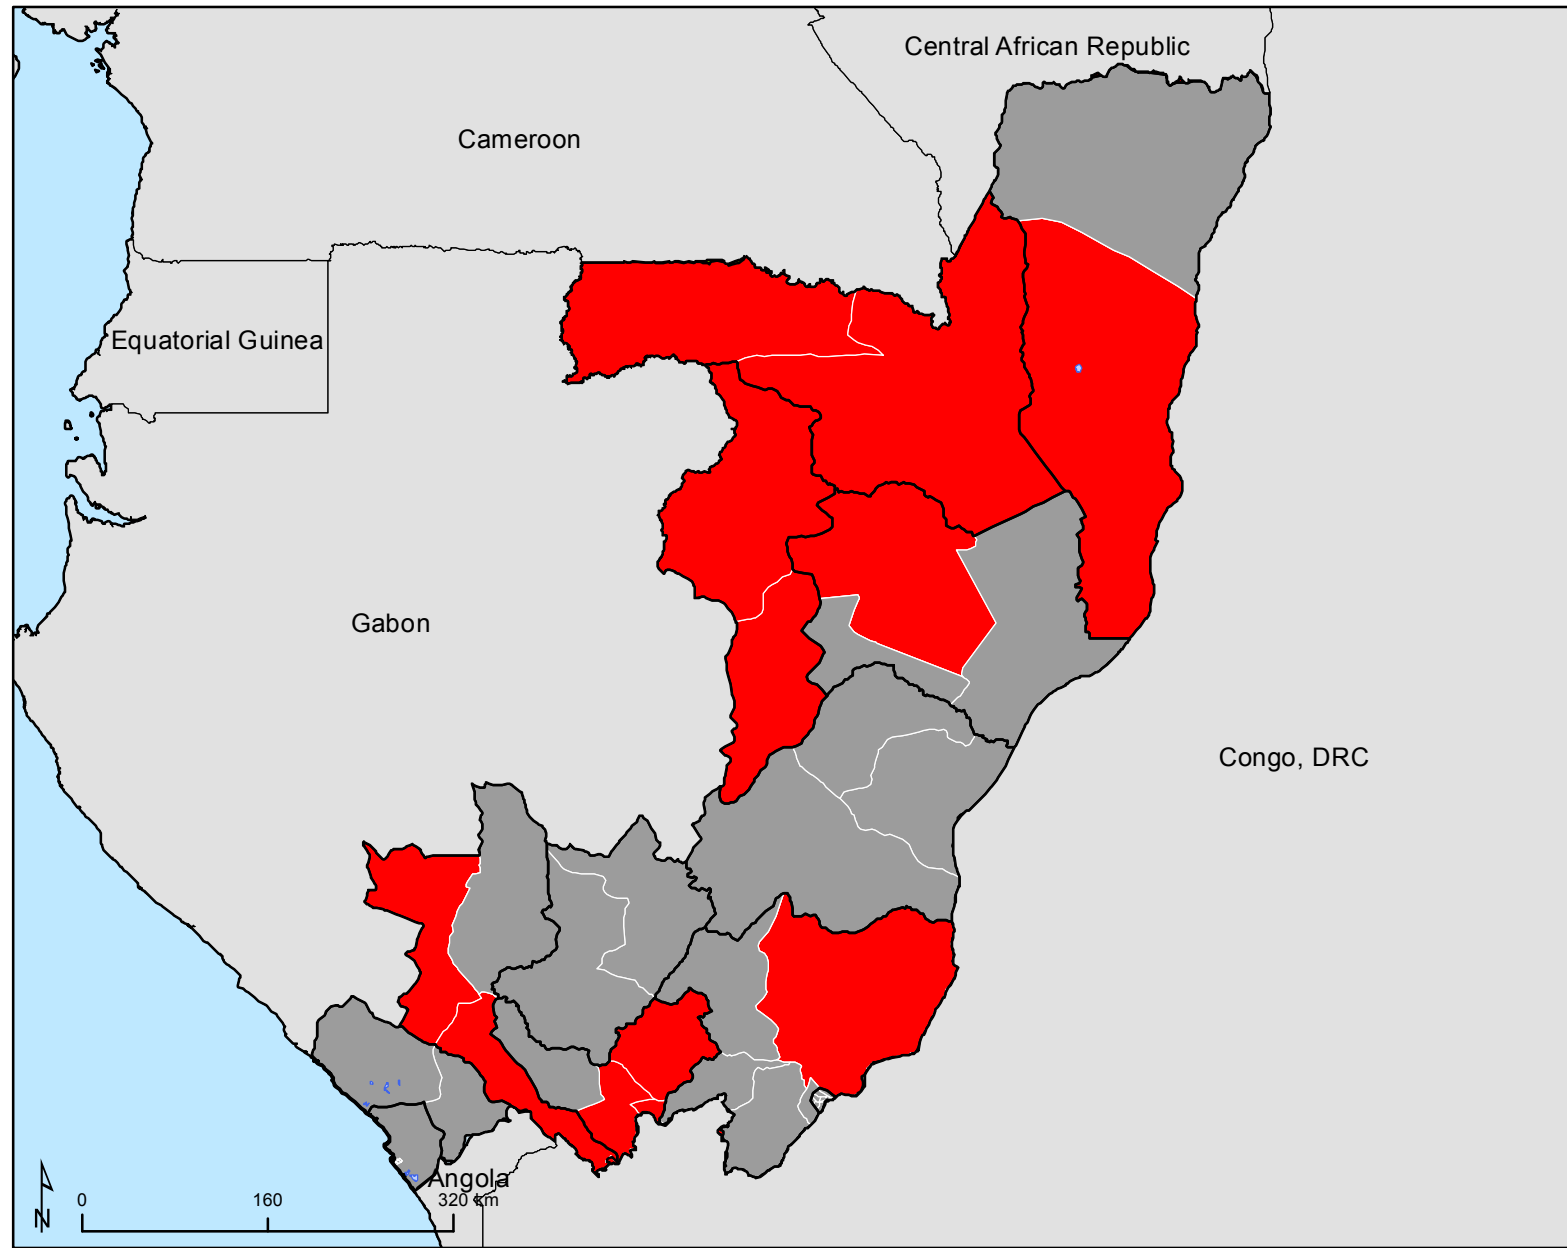 Central African Republic
Cameroon
Equatorial Guinea
Gabon
Congo, DRC
Angola
0 160 320 km
N